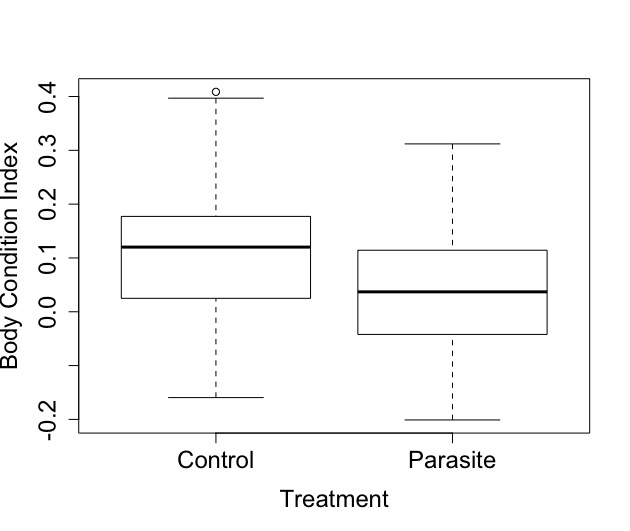 Body Condition Index
0.4
0.3
0.2
0.1
0.0
-0.2
Control Parasite
Treatment